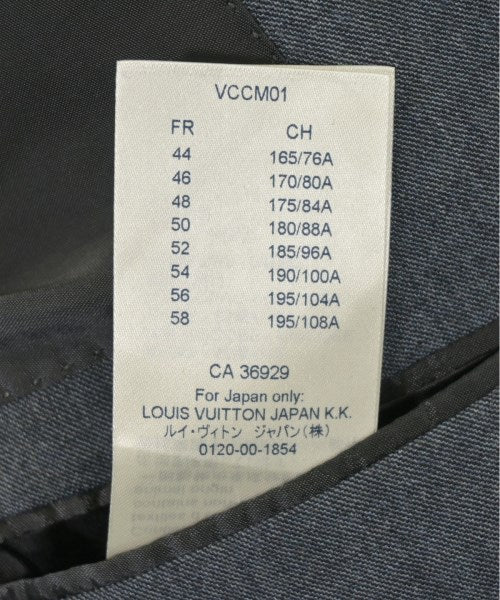 VCCM01
FR CH
44 165/76A
46 170/80A
48 175/84A
50 180/88A
52 185/96A
54 190/100A
56 195/104A
58 195/108A
CA 36929
For Japan only:
LOUIS VUITTON JAPAN K.K.
ルイ・ヴィトン ジャパン(株)
0120-00-1854